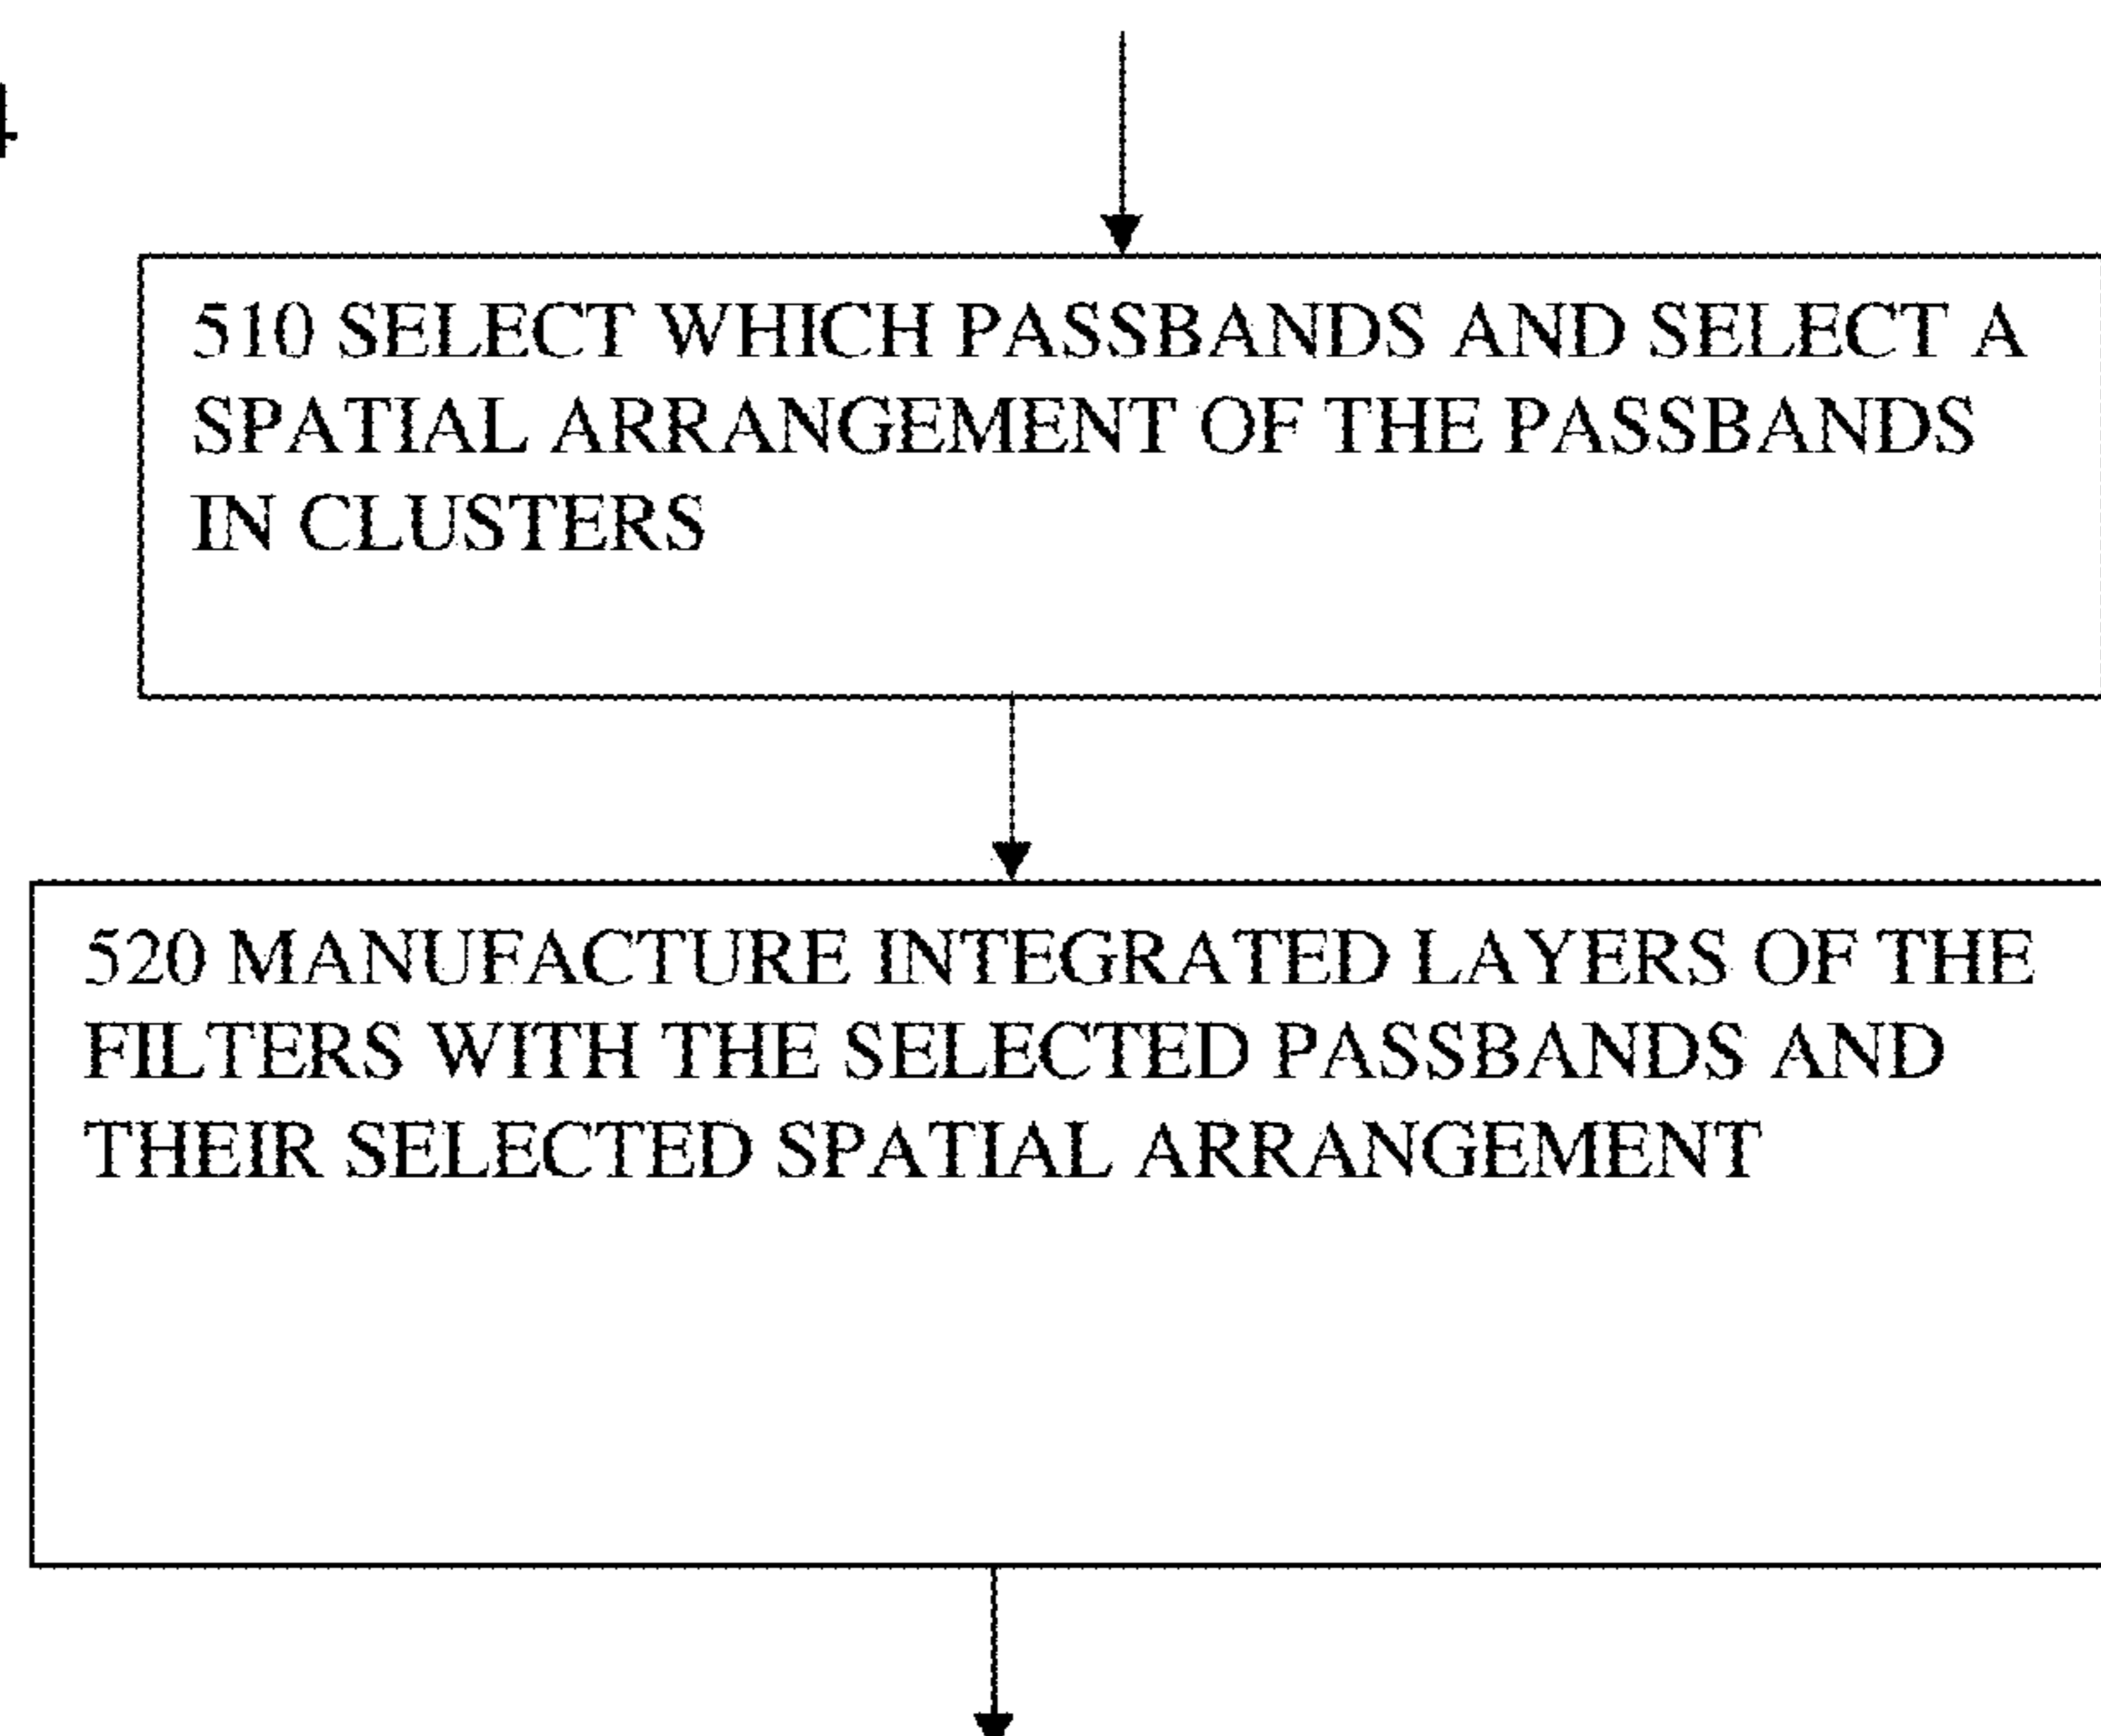 4
510 SELECT WHICH PASSBANDS AND SELECT A
SPATIAL ARRANGEMENT OF THE PASSBANDS
IN CLUSTERS
520 MANUFACTURE INTEGRATED LAYERS OF THE
FILTERS WITH THE SELECTED PASSBANDS AND
THEIR SELECTED SPATIAL ARRANGEMENT